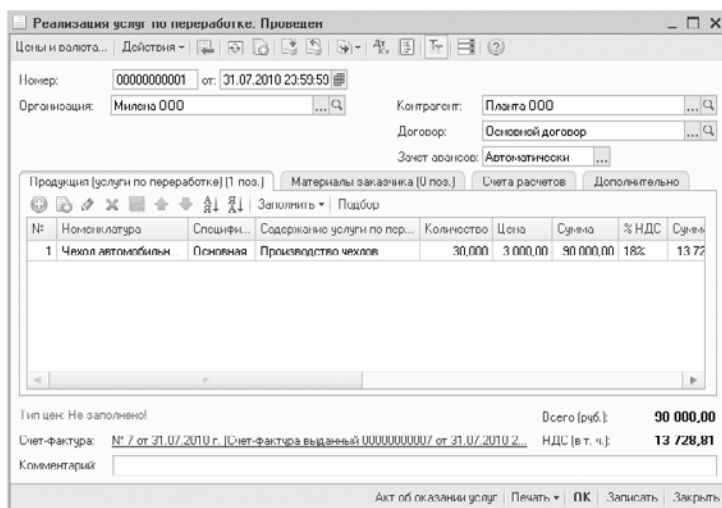 Реализация услуг по переработке: Проведен
Цены и валюта... Действия
Номер: 00000000001 от: 31.07.2010 23:59:59
Организация: Милена ООО ... Контрагент: Планта ООО ...
Договор: Основной договор ...
Зачет авансов: Автоматически ...
Продукция (услуги по переработке) (1 поз.) Материалы заказчика (0 поз.) Счета расчетов Дополнительно
Заполнить Подбор
№ Номенклатура Специфи... Содержание услуги по пер... Количество Цена Сумма % НДС Сумм
1 Чехол автомобильн... Основная Производство чехлов 30,000 3 000,00 90 000,00 18% 13 72
Тип цен: Не заполнено! Всего (руб.): 90 000,00
Счет-фактура: № 7 от 31.07.2010 г. (Счет-фактура выданный 00000000007 от 31.07.2010 2... НДС (в т. ч.): 13 728,81
Комментарий:
Акт об оказании услуг Печать OK Записать Закрыть